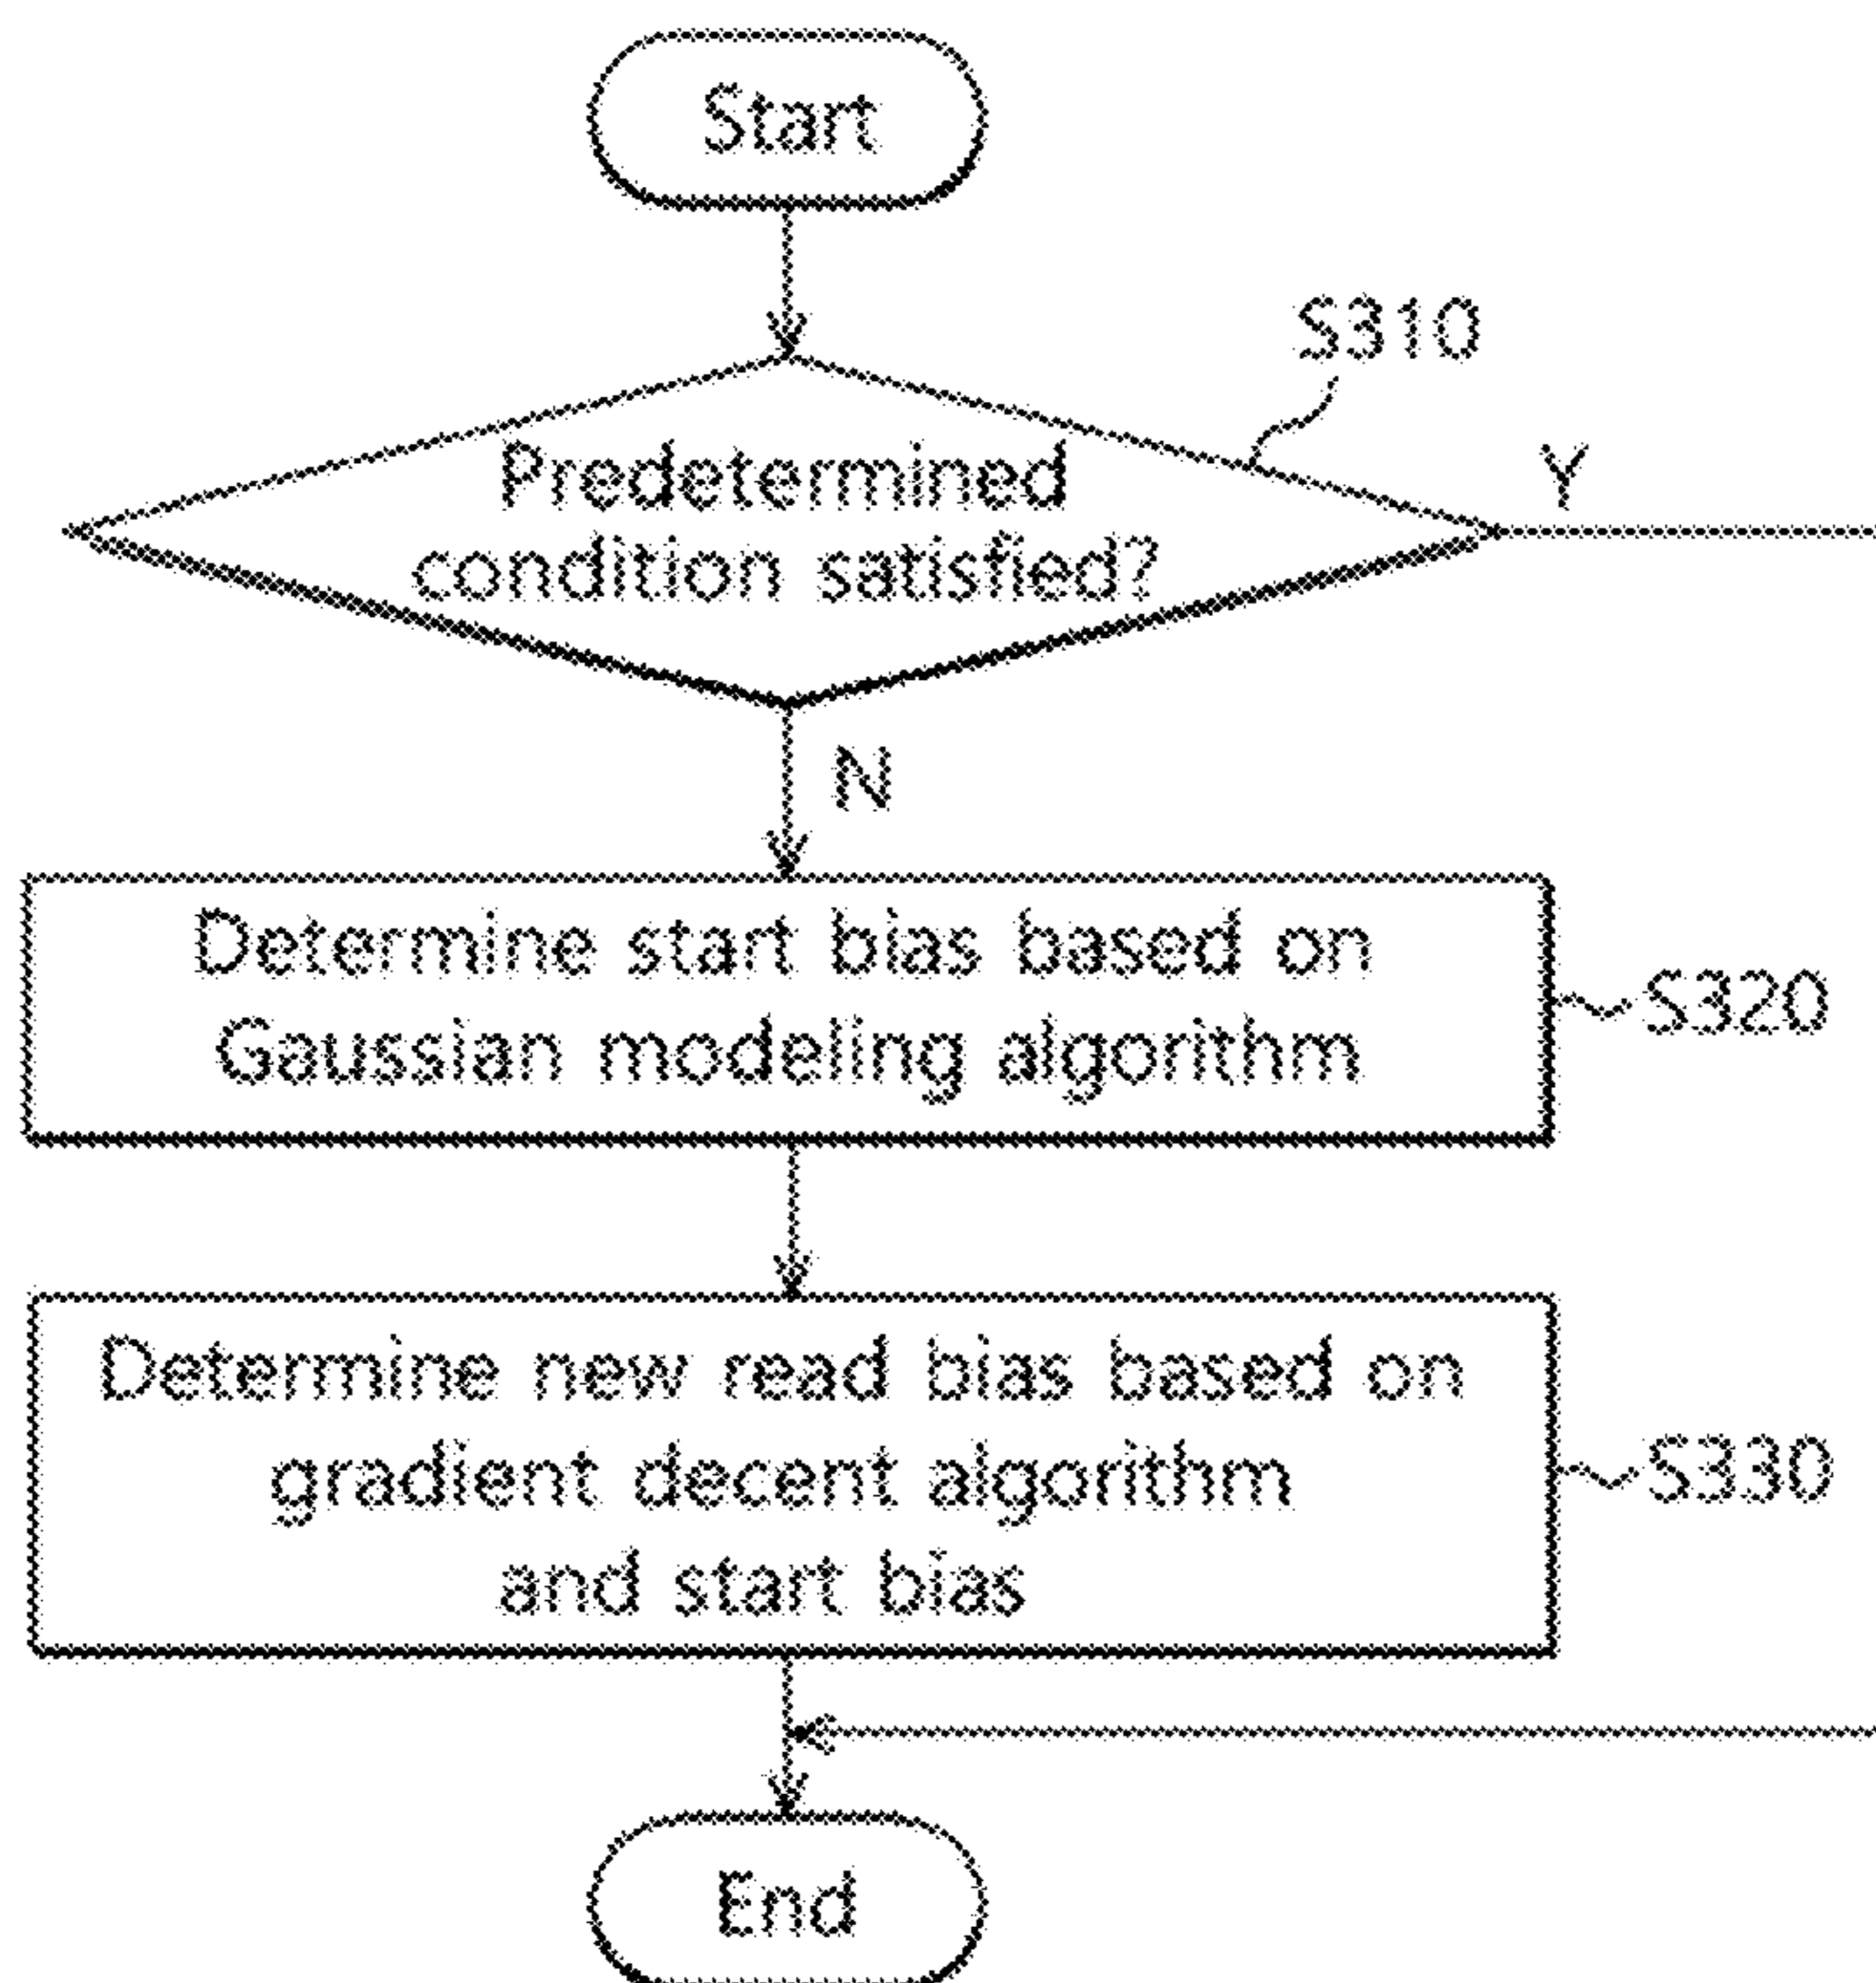 Start
S310
Predetermined
condition satisfied?
Y
N
Determine start bias based on
Gaussian modeling algorithm
S320
Determine new read bias based on
gradient decent algorithm
and start bias
S330
End